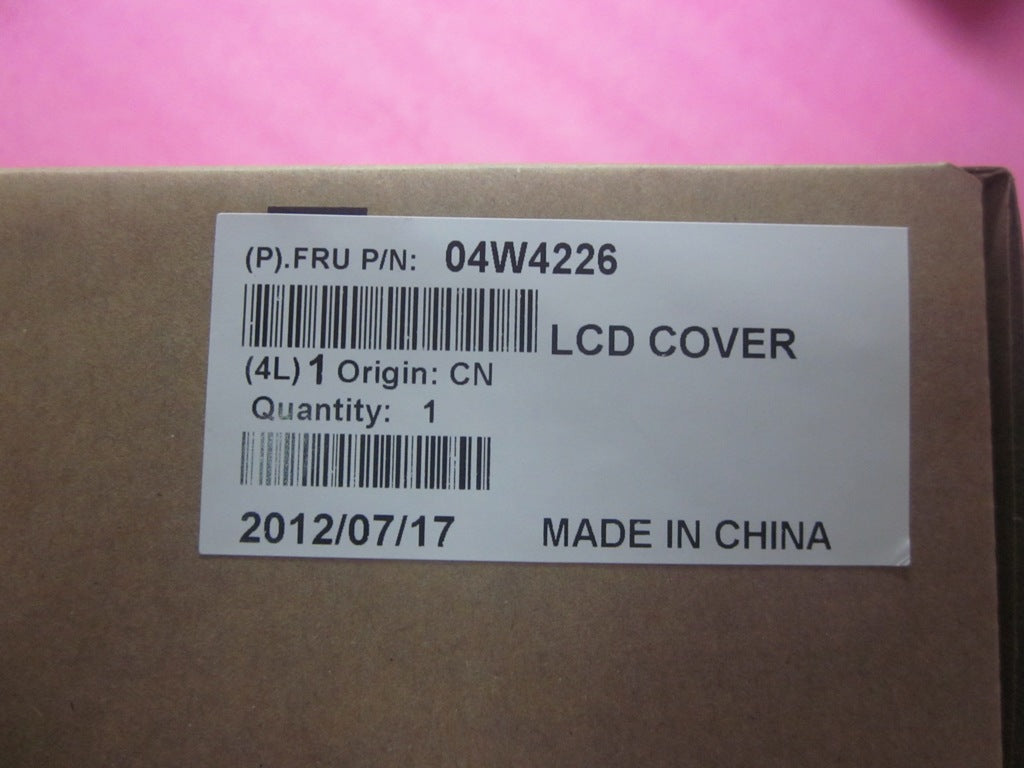 (P).FRU P/N: 04W4226
LCD COVER
(4L) 1 Origin: CN
Quantity: 1
2012/07/17 MADE IN CHINA